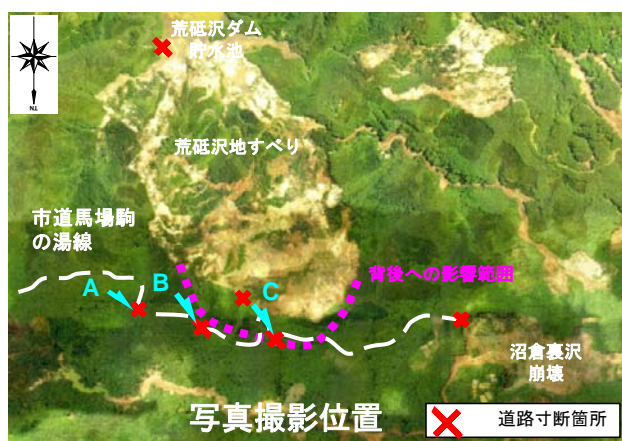 荒砥沢ダム
貯水池
荒砥沢地すべり
市道馬場駒
の湯線
A
B
C
背後への影響範囲
沼倉裏沢
崩壊
写真撮影位置
道路寸断箇所